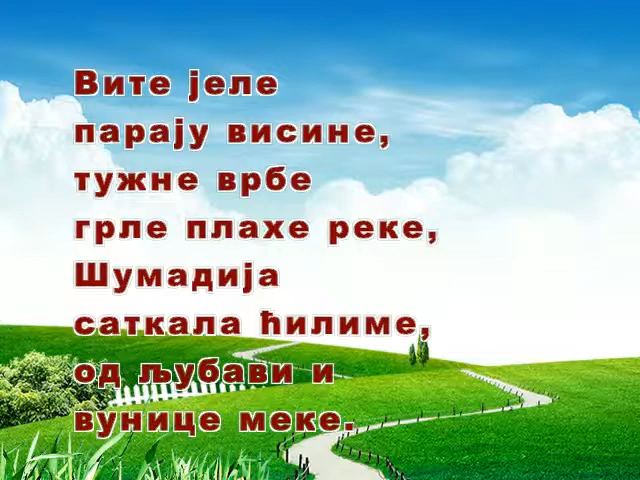 Вите јеле
парају висине,
тужне врбе
грле плахе реке,
Шумадија
саткала ћилиме,
од љубави и
вунице меке.